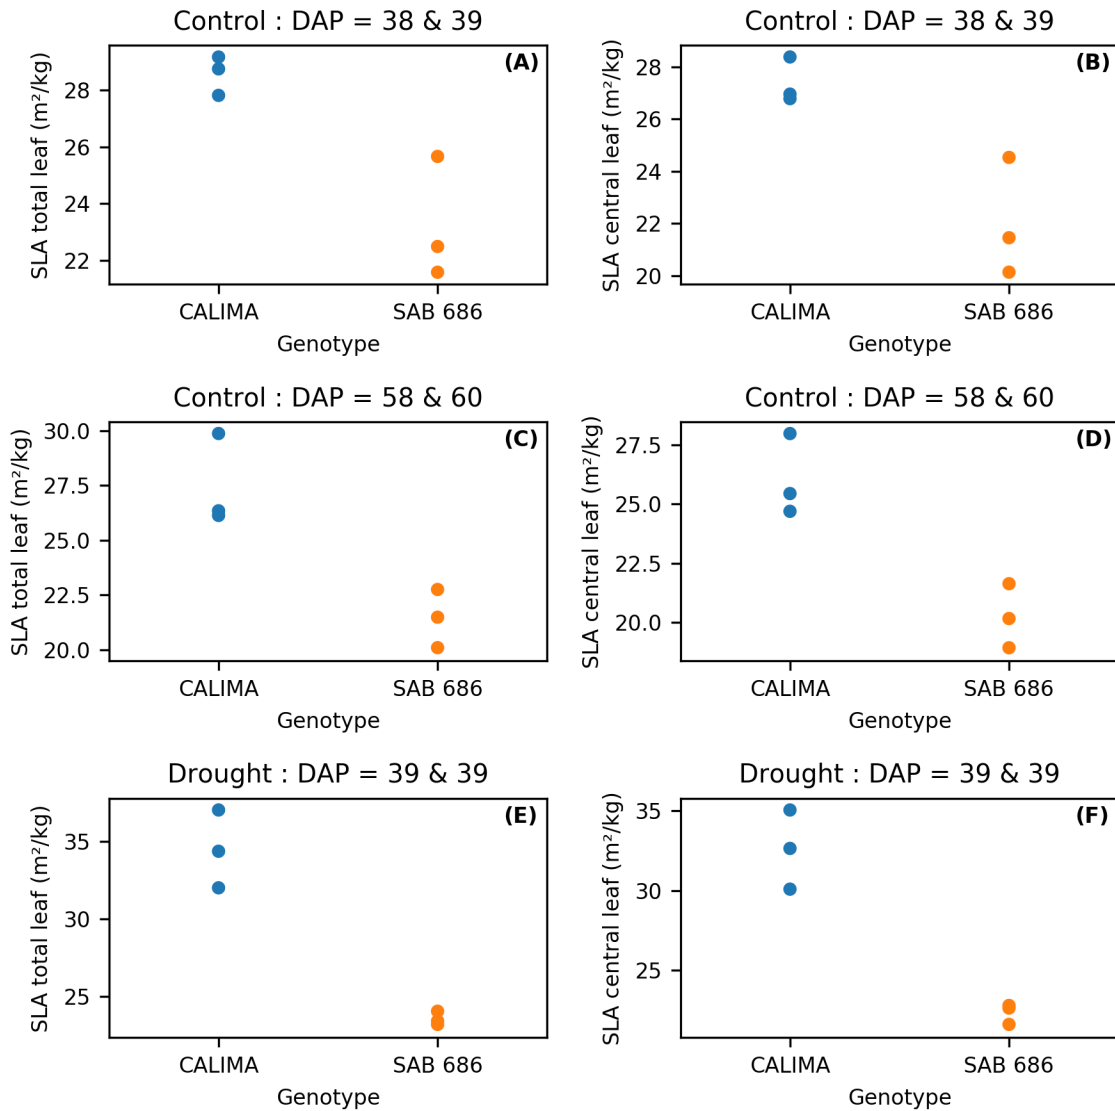 Control : DAP = 38 & 39
(A)
SLA total leaf (m²/kg)
28
26
24
22
CALIMA
SAB 686
Genotype
Control : DAP = 38 & 39
(B)
SLA central leaf (m²/kg)
28
26
24
22
20
CALIMA
SAB 686
Genotype
Control : DAP = 58 & 60
(C)
SLA total leaf (m²/kg)
30.0
27.5
25.0
22.5
20.0
CALIMA
SAB 686
Genotype
Control : DAP = 58 & 60
(D)
SLA central leaf (m²/kg)
27.5
25.0
22.5
20.0
CALIMA
SAB 686
Genotype
Drought : DAP = 39 & 39
(E)
SLA total leaf (m²/kg)
35
30
25
CALIMA
SAB 686
Genotype
Drought : DAP = 39 & 39
(F)
SLA central leaf (m²/kg)
35
30
25
CALIMA
SAB 686
Genotype